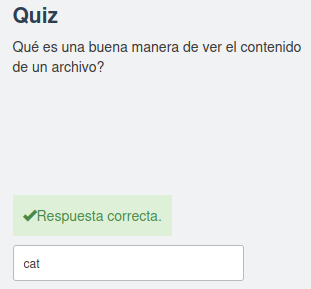 Quiz
Qué es una buena manera de ver el contenido
de un archivo?
✔Respuesta correcta.
cat